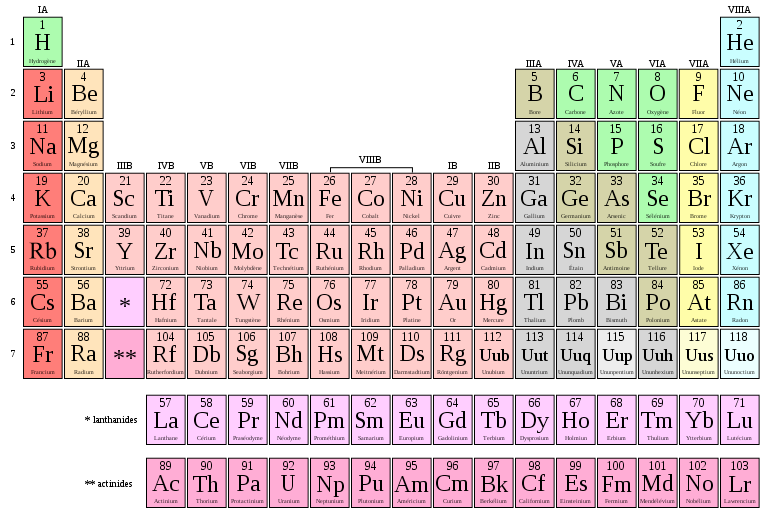 IA VIIIA
1 2
1 H He
Hydrogène Hélium
IIA IIIA IVA VA VIA VIIA
3 4 5 6 7 8 9 10
2 Li Be B C N O F Ne
Lithium Béryllium Bore Carbone Azote Oxygène Fluor Néon
11 12 13 14 15 16 17 18
3 Na Mg Al Si P S Cl Ar
Sodium Magnésium Aluminium Silicium Phosphore Soufre Chlore Argon
IIIB IVB VB VIB VIIB VIIIB IB IIB
19 20 21 22 23 24 25 26 27 28 29 30 31 32 33 34 35 36
4 K Ca Sc Ti V Cr Mn Fe Co Ni Cu Zn Ga Ge As Se Br Kr
Potassium Calcium Scandium Titane Vanadium Chrome Manganèse Fer Cobalt Nickel Cuivre Zinc Gallium Germanium Arsenic Sélénium Brome Krypton
37 38 39 40 41 42 43 44 45 46 47 48 49 50 51 52 53 54
5 Rb Sr Y Zr Nb Mo Tc Ru Rh Pd Ag Cd In Sn Sb Te I Xe
Rubidium Strontium Yttrium Zirconium Niobium Molybdène Technétium Ruthénium Rhodium Palladium Argent Cadmium Indium Étain Antimoine Tellure Iode Xénon
55 56 72 73 74 75 76 77 78 79 80 81 82 83 84 85 86
6 Cs Ba * Hf Ta W Re Os Ir Pt Au Hg Tl Pb Bi Po At Rn
Césium Barium Hafnium Tantale Tungstène Rhénium Osmium Iridium Platine Or Mercure Thallium Plomb Bismuth Polonium Astate Radon
87 88 104 105 106 107 108 109 110 111 112 113 114 115 116 117 118
7 Fr Ra ** Rf Db Sg Bh Hs Mt Ds Rg Uub Uut Uuq Uup Uuh Uus Uuo
Francium Radium Rutherfordium Dubnium Seaborgium Bohrium Hassium Meitnérium Darmstadtium Röntgenium Ununbium Ununtrium Ununquadium Ununpentium Ununhexium Ununseptium Ununoctium
57 58 59 60 61 62 63 64 65 66 67 68 69 70 71
* lanthanides La Ce Pr Nd Pm Sm Eu Gd Tb Dy Ho Er Tm Yb Lu
Lanthane Cérium Praséodyme Néodyme Prométhium Samarium Europium Gadolinium Terbium Dysprosium Holmium Erbium Thulium Ytterbium Lutécium
89 90 91 92 93 94 95 96 97 98 99 100 101 102 103
** actinides Ac Th Pa U Np Pu Am Cm Bk Cf Es Fm Md No Lr
Actinium Thorium Protactinium Uranium Neptunium Plutonium Américium Curium Berkélium Californium Einsteinium Fermium Mendélévium Nobélium Lawrencium